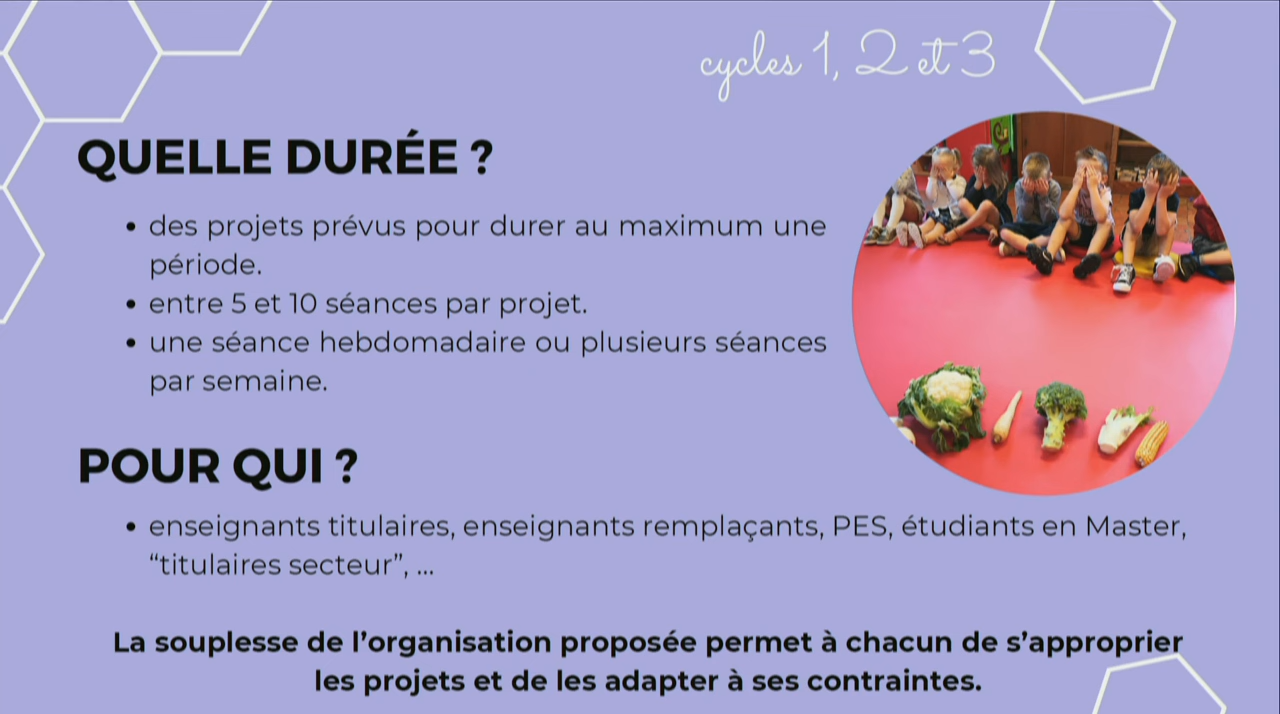 cycles 1, 2 et 3
QUELLE DURÉE ?
• des projets prévus pour durer au maximum une
période.
• entre 5 et 10 séances par projet.
• une séance hebdomadaire ou plusieurs séances
par semaine.
POUR QUI ?
• enseignants titulaires, enseignants remplaçants, PES, étudiants en Master,
“titulaires secteur”, ...
La souplesse de l’organisation proposée permet à chacun de s’approprier
les projets et de les adapter à ses contraintes.